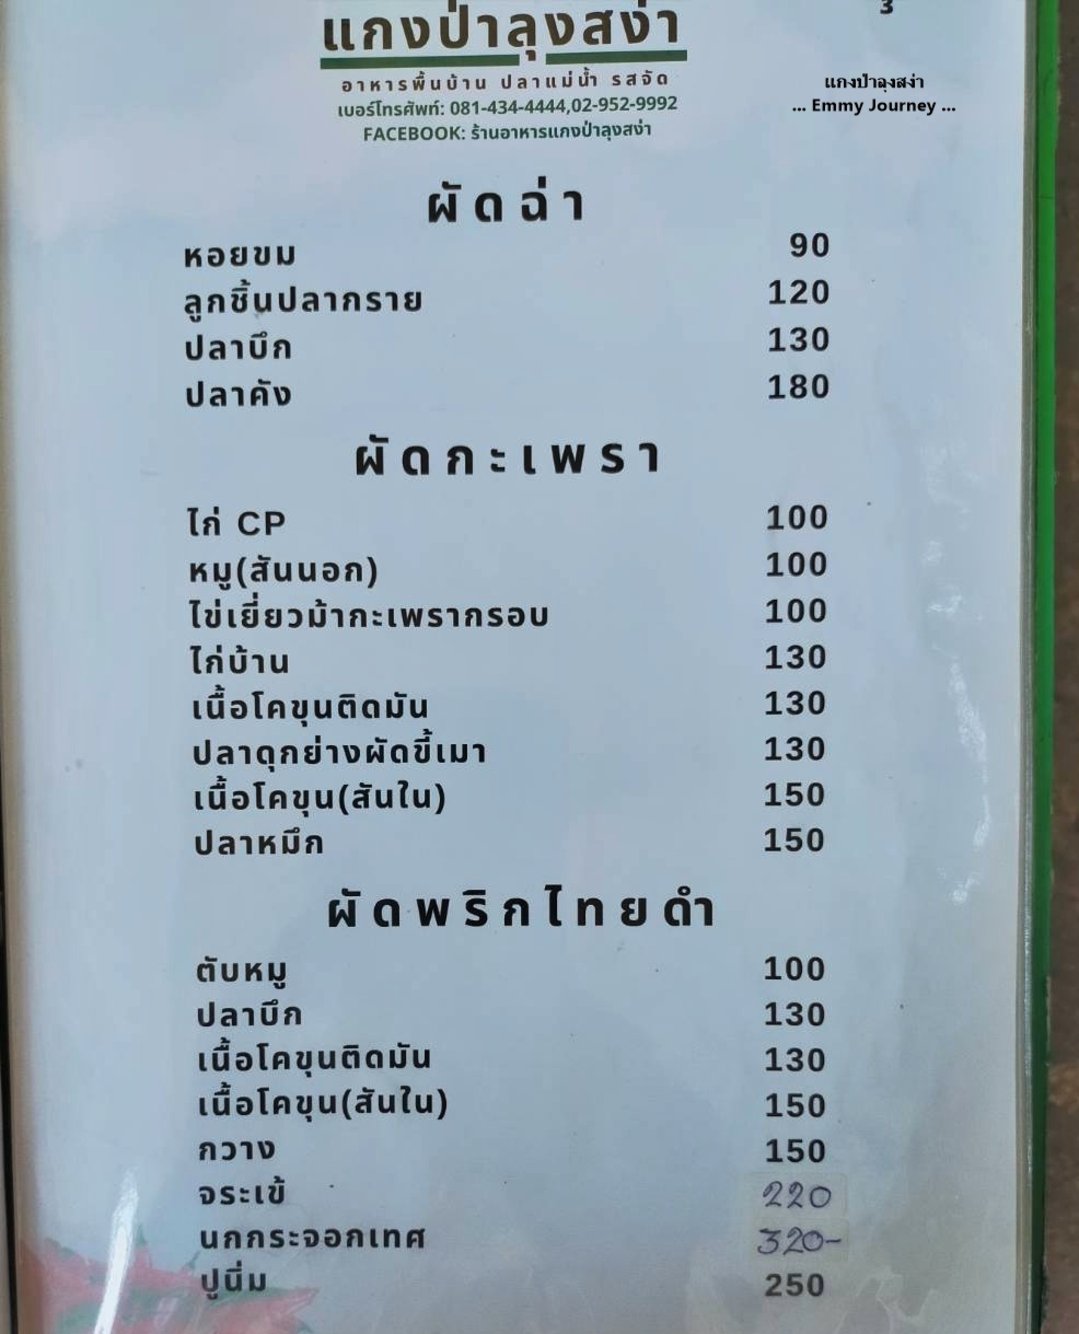 3
แกงป่าลุงสง่า
อาหารพื้นบ้าน ปลาแม่น้ำ รสจัด
เบอร์โทรศัพท์: 081-434-4444,02-952-9992
FACEBOOK: ร้านอาหารแกงป่าลุงสง่า
แกงป่าลุงสง่า
... Emmy Journey ...
ผัดฉ่า
หอยขม 90
ลูกชิ้นปลากราย 120
ปลาบึก 130
ปลาคัง 180
ผัดกะเพรา
ไก่ CP 100
หมู(สันนอก) 100
ไข่เยี่ยวม้ากะเพรากรอบ 100
ไก่บ้าน 130
เนื้อโคขุนติดมัน 130
ปลาดุกย่างผัดขี้เมา 130
เนื้อโคขุน(สันใน) 150
ปลาหมึก 150
ผัดพริกไทยดำ
ตับหมู 100
ปลาบึก 130
เนื้อโคขุนติดมัน 130
เนื้อโคขุน(สันใน) 150
กวาง 150
จระเข้ 220
นกกระจอกเทศ 320-
ปูนิ่ม 250